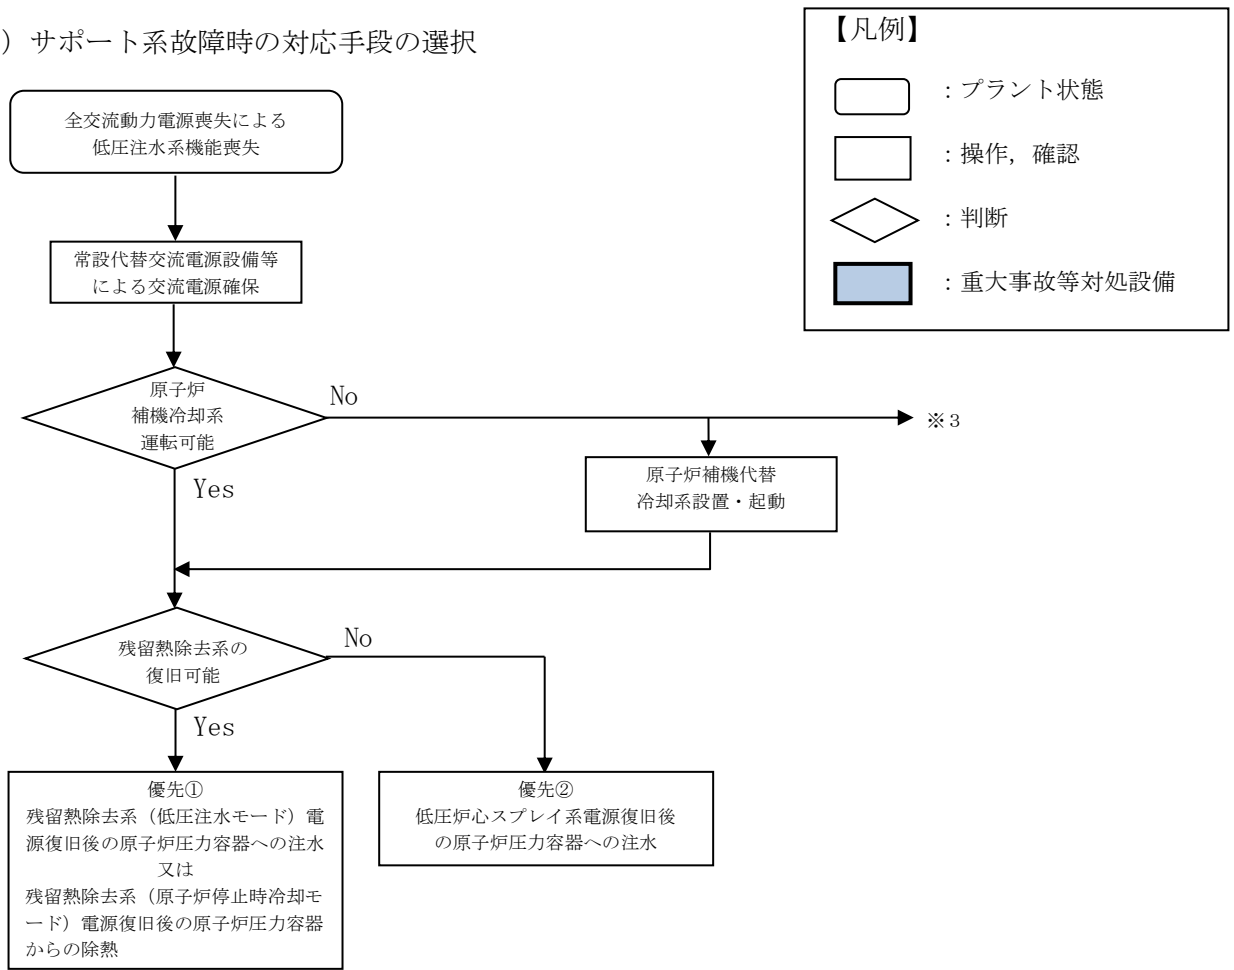 ）サポート系故障時の対応手段の選択
【凡例】
：プラント状態
：操作，確認
：判断
：重大事故等対処設備
全交流動力電源喪失による
低圧注水系機能喪失
常設代替交流電源設備等
による交流電源確保
原子炉
補機冷却系
運転可能
No
※3
Yes
原子炉補機代替
冷却系設置・起動
残留熱除去系の
復旧可能
No
Yes
優先①
残留熱除去系（低圧注水モード）電
源復旧後の原子炉圧力容器への注水
又は
残留熱除去系（原子炉停止時冷却モ
ード）電源復旧後の原子炉圧力容器
からの除熱
優先②
低圧炉心スプレイ系電源復旧後
の原子炉圧力容器への注水